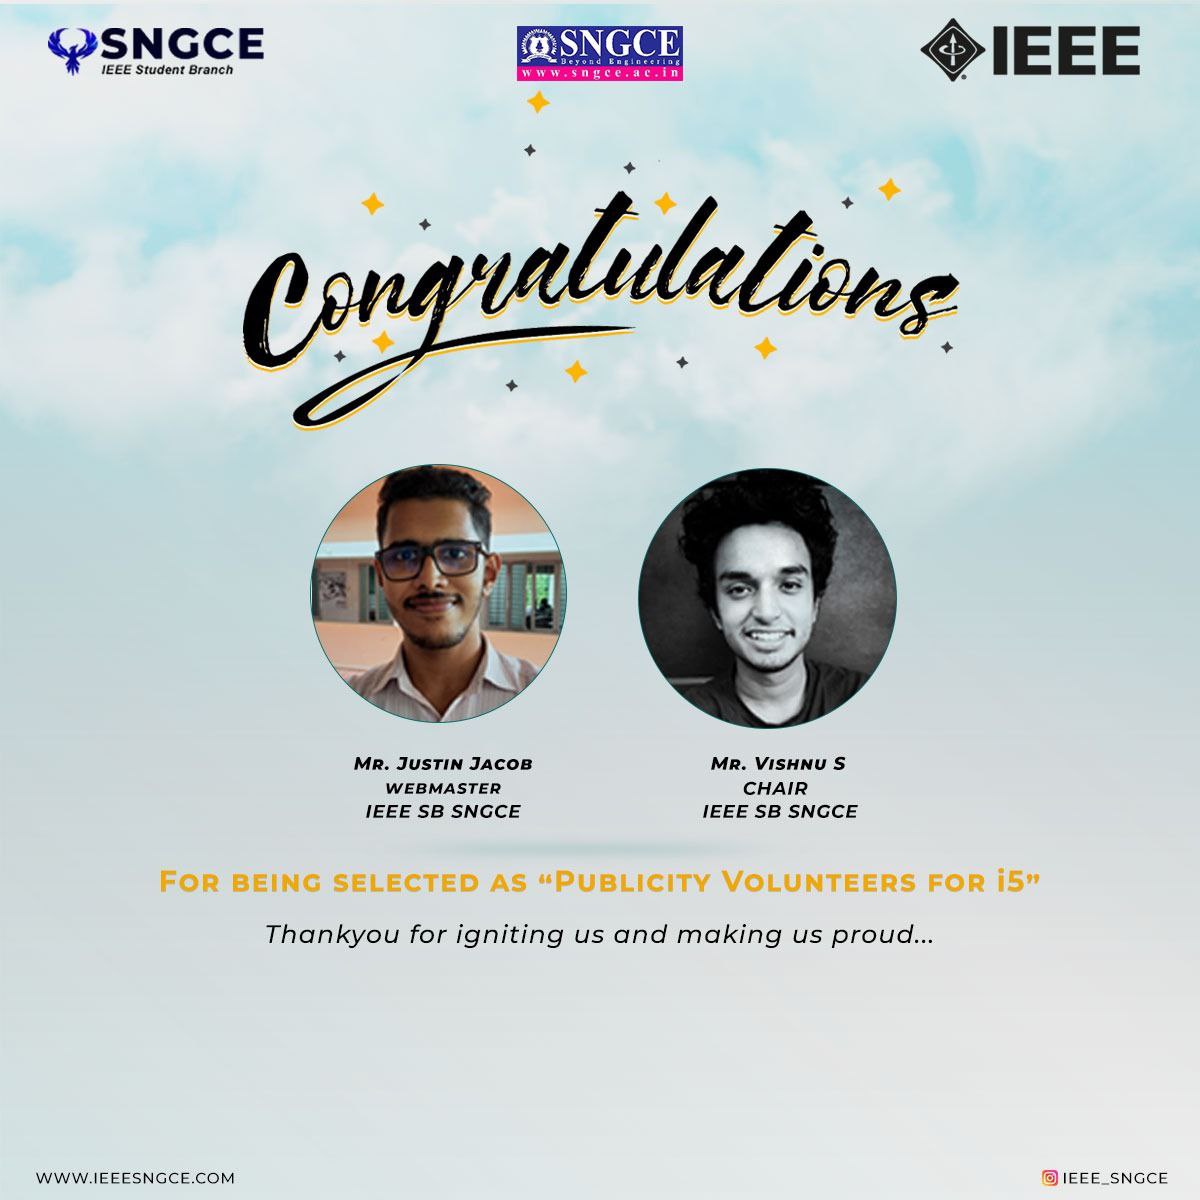 SNGCE
IEEE Student Branch
SNGCE
Beyond Engineering
www.sngce.ac.in
IEEE
Congratulations
Mr. Justin Jacob
WEBMASTER
IEEE SB SNGCE
Mr. Vishnu S
CHAIR
IEEE SB SNGCE
For being selected as “Publicity Volunteers for i5”
Thankyou for igniting us and making us proud...
WWW.IEEESNGCE.COM
IEEE_SNGCE